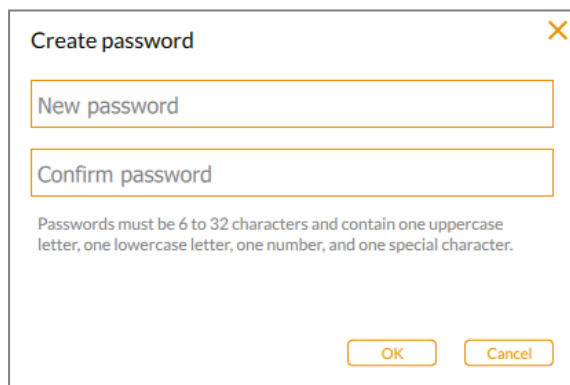 Create password
New password
Confirm password
Passwords must be 6 to 32 characters and contain one uppercase
letter, one lowercase letter, one number, and one special character.
OK
Cancel